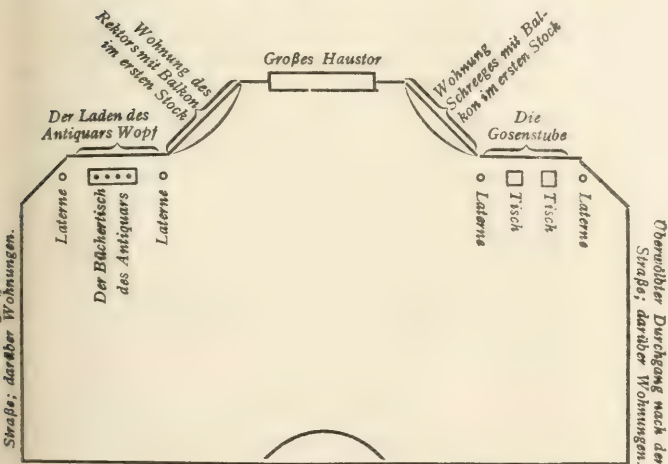 Wohnung des
Rektors mit Balkon
im ersten Stock
Großes Haustor
Wohnung
Schreeges mit Bal-
kon im ersten Stock
Der Laden des
Antiquars Wopf
Die
Gosenstube
Laterne
Der Büchertisch
des Antiquars
Laterne
Laterne
Tisch
Tisch
Laterne
Straße; darüber Wohnungen.
Überwölbter Durchgang nach der
Straße; darüber Wohnungen.